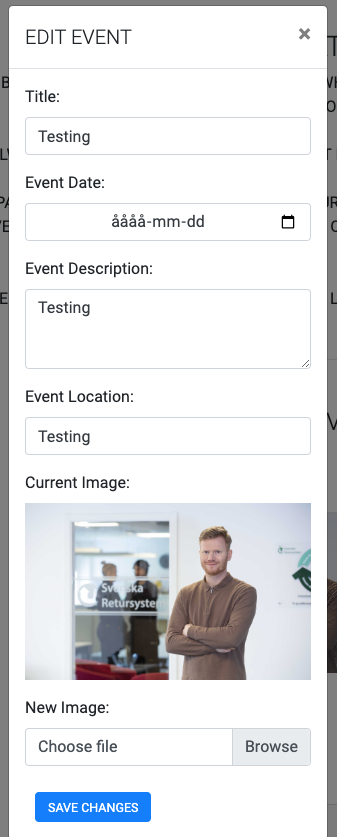 EDIT EVENT ×
Title:
Testing
Event Date:
åååå-mm-dd
Event Description:
Testing
Event Location:
Testing
Current Image:
Svenska
Retursystem
New Image:
Choose file Browse
SAVE CHANGES